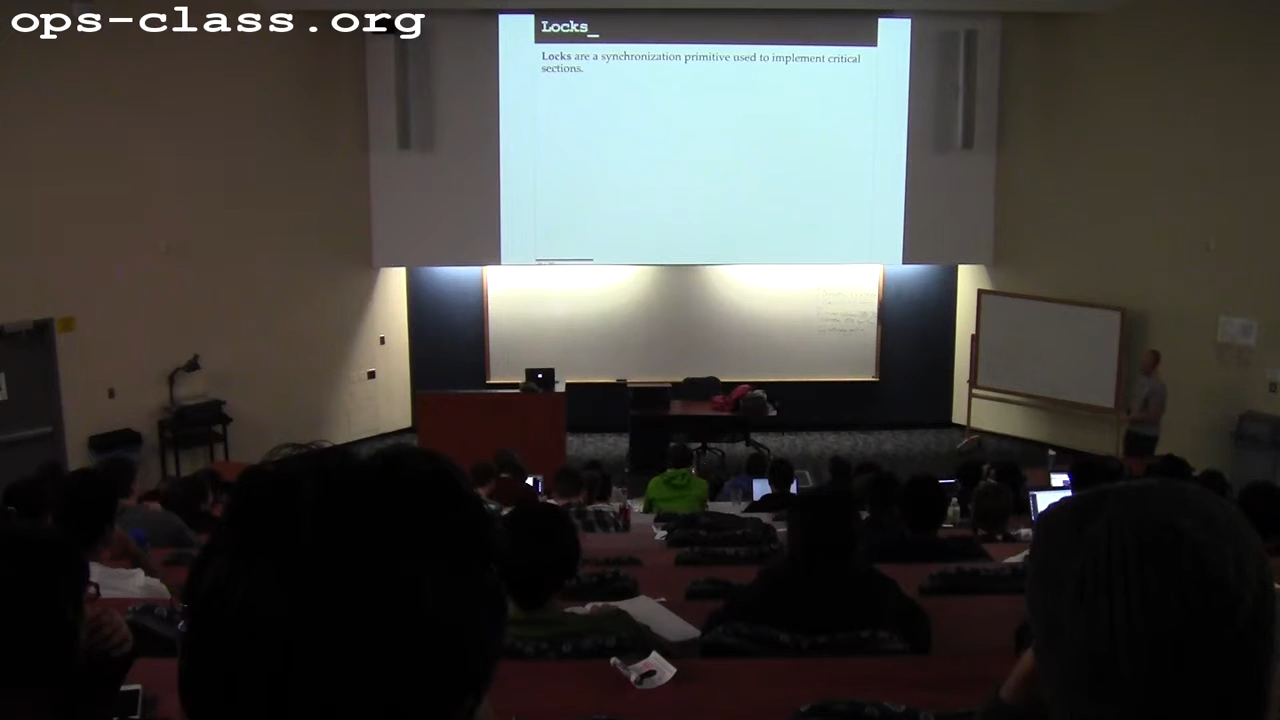 ops-class.org
Locks_
Locks are a synchronization primitive used to implement critical
sections.